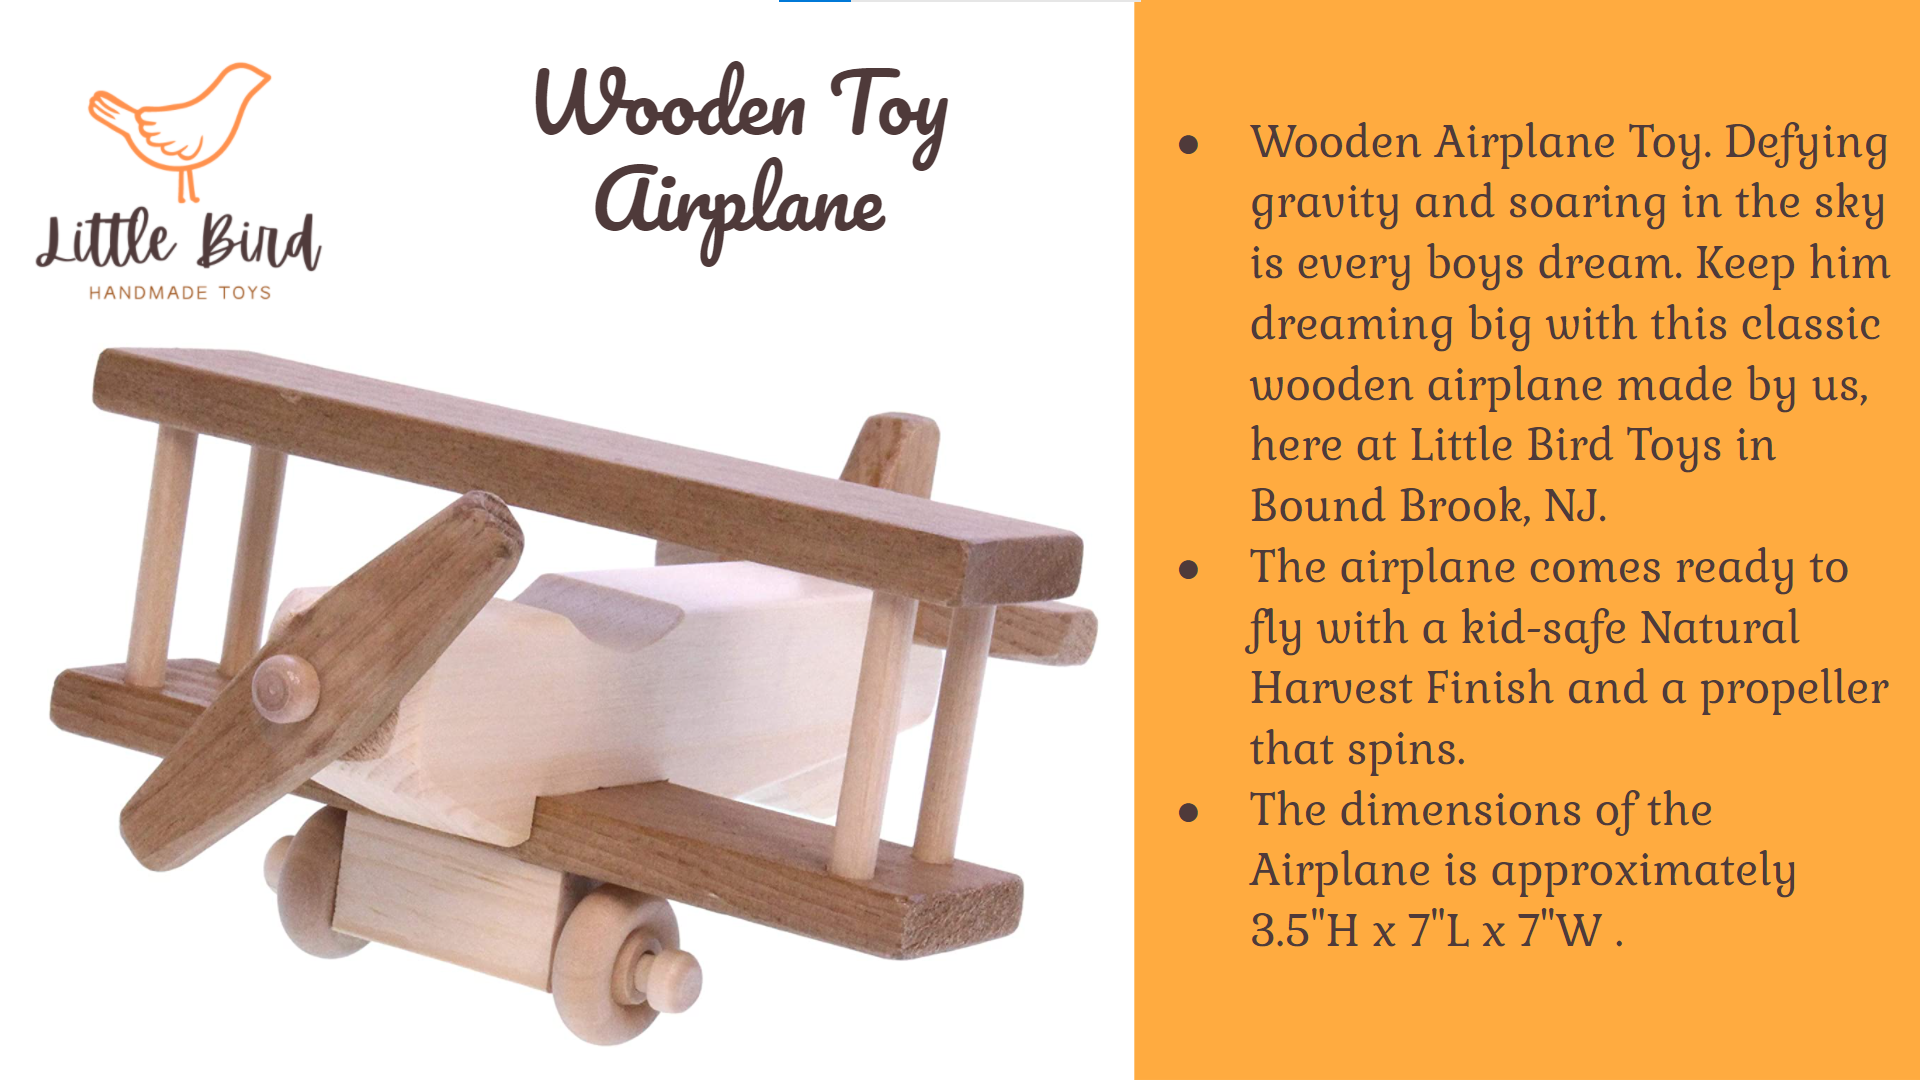 Little Bird
HANDMADE TOYS
Wooden Toy
Airplane
● Wooden Airplane Toy. Defying
gravity and soaring in the sky
is every boys dream. Keep him
dreaming big with this classic
wooden airplane made by us,
here at Little Bird Toys in
Bound Brook, NJ.
● The airplane comes ready to
fly with a kid-safe Natural
Harvest Finish and a propeller
that spins.
● The dimensions of the
Airplane is approximately
3.5"H x 7"L x 7"W .